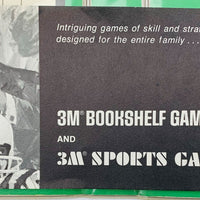 Intriguing games of skill and stra
designed for the entire family ...
3M® BOOKSHELF GAM
AND
3M® SPORTS GA